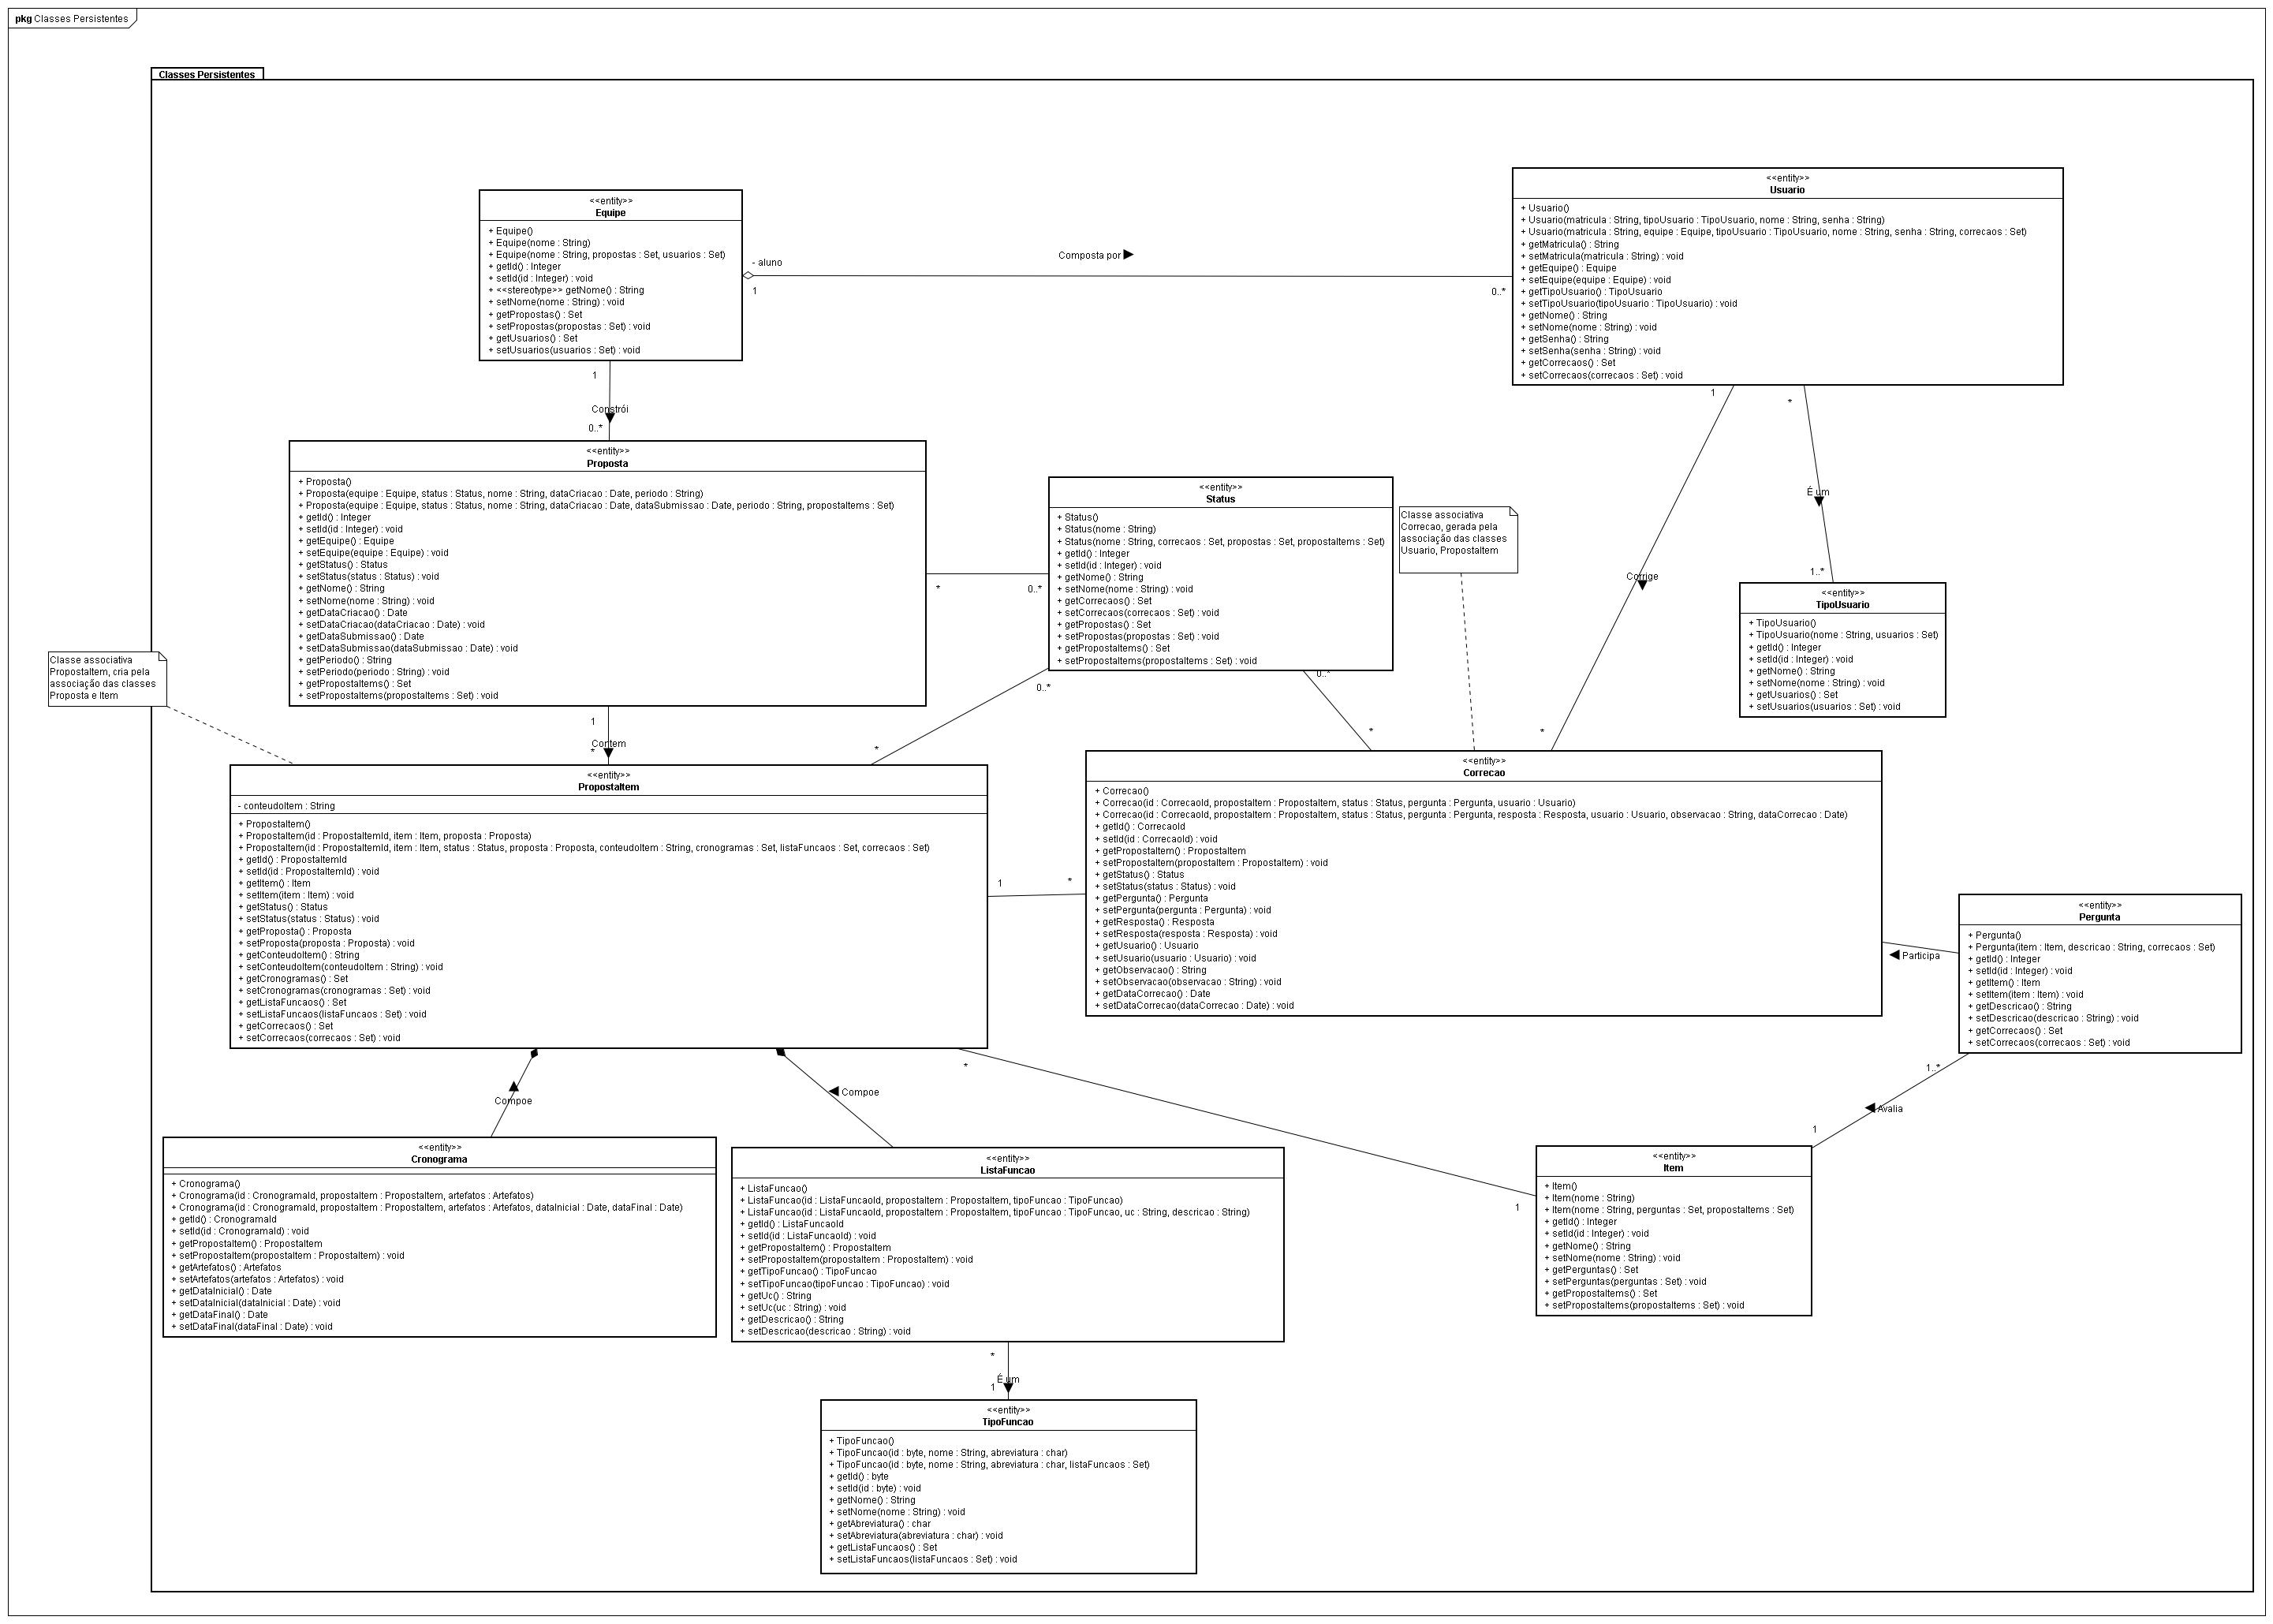 pkg Classes Persistentes
Classes Persistentes
<<entity>>
Equipe
+ Equipe()
+ Equipe(nome : String)
+ Equipe(nome : String, propostas : Set, usuarios : Set)
+ getId() : Integer
+ setId(id : Integer) : void
+ <<stereotype>> getNome() : String
+ setNome(nome : String) : void
+ getPropostas() : Set
+ setPropostas(propostas : Set) : void
+ getUsuarios() : Set
+ setUsuarios(usuarios : Set) : void
- aluno
1
Composta por
0..*
<<entity>>
Usuario
+ Usuario()
+ Usuario(matricula : String, tipoUsuario : TipoUsuario, nome : String, senha : String)
+ Usuario(matricula : String, equipe : Equipe, tipoUsuario : TipoUsuario, nome : String, senha : String, correcaos : Set)
+ getMatricula() : String
+ setMatricula(matricula : String) : void
+ getEquipe() : Equipe
+ setEquipe(equipe : Equipe) : void
+ getTipoUsuario() : TipoUsuario
+ setTipoUsuario(tipoUsuario : TipoUsuario) : void
+ getNome() : String
+ setNome(nome : String) : void
+ getSenha() : String
+ setSenha(senha : String) : void
+ getCorrecaos() : Set
+ setCorrecaos(correcaos : Set) : void
1
Constrói
0..*
1
Corrige
*
*
É um
1..*
<<entity>>
Proposta
+ Proposta()
+ Proposta(equipe : Equipe, status : Status, nome : String, dataCriacao : Date, periodo : String)
+ Proposta(equipe : Equipe, status : Status, nome : String, dataCriacao : Date, dataSubmissao : Date, periodo : String, propostaItems : Set)
+ getId() : Integer
+ setId(id : Integer) : void
+ getEquipe() : Equipe
+ setEquipe(equipe : Equipe) : void
+ getStatus() : Status
+ setStatus(status : Status) : void
+ getNome() : String
+ setNome(nome : String) : void
+ getDataCriacao() : Date
+ setDataCriacao(dataCriacao : Date) : void
+ getDataSubmissao() : Date
+ setDataSubmissao(dataSubmissao : Date) : void
+ getPeriodo() : String
+ setPeriodo(periodo : String) : void
+ getPropostaItems() : Set
+ setPropostaItems(propostaItems : Set) : void
*
0..*
<<entity>>
Status
+ Status()
+ Status(nome : String)
+ Status(nome : String, correcaos : Set, propostas : Set, propostaItems : Set)
+ getId() : Integer
+ setId(id : Integer) : void
+ getNome() : String
+ setNome(nome : String) : void
+ getCorrecaos() : Set
+ setCorrecaos(correcaos : Set) : void
+ getPropostas() : Set
+ setPropostas(propostas : Set) : void
+ getPropostaItems() : Set
+ setPropostaItems(propostaItems : Set) : void
Classe associativa
Correcao, gerada pela
associação das classes
Usuario, PropostaItem
<<entity>>
TipoUsuario
+ TipoUsuario()
+ TipoUsuario(nome : String, usuarios : Set)
+ getId() : Integer
+ setId(id : Integer) : void
+ getNome() : String
+ setNome(nome : String) : void
+ getUsuarios() : Set
+ setUsuarios(usuarios : Set) : void
Classe associativa
PropostaItem, cria pela
associação das classes
Proposta e Item
1
Contem
*
0..*
*
0..*
*
<<entity>>
PropostaItem
- conteudoItem : String
+ PropostaItem()
+ PropostaItem(id : PropostaItemId, item : Item, proposta : Proposta)
+ PropostaItem(id : PropostaItemId, item : Item, status : Status, proposta : Proposta, conteudoItem : String, cronogramas : Set, listaFuncaos : Set, correcaos : Set)
+ getId() : PropostaItemId
+ setId(id : PropostaItemId) : void
+ getItem() : Item
+ setItem(item : Item) : void
+ getStatus() : Status
+ setStatus(status : Status) : void
+ getProposta() : Proposta
+ setProposta(proposta : Proposta) : void
+ getConteudoItem() : String
+ setConteudoItem(conteudoItem : String) : void
+ getCronogramas() : Set
+ setCronogramas(cronogramas : Set) : void
+ getListaFuncaos() : Set
+ setListaFuncaos(listaFuncaos : Set) : void
+ getCorrecaos() : Set
+ setCorrecaos(correcaos : Set) : void
1
*
<<entity>>
Correcao
+ Correcao()
+ Correcao(id : CorrecaoId, propostaItem : PropostaItem, status : Status, pergunta : Pergunta, usuario : Usuario)
+ Correcao(id : CorrecaoId, propostaItem : PropostaItem, status : Status, pergunta : Pergunta, resposta : Resposta, usuario : Usuario, observacao : String, dataCorrecao : Date)
+ getId() : CorrecaoId
+ setId(id : CorrecaoId) : void
+ getPropostaItem() : PropostaItem
+ setPropostaItem(propostaItem : PropostaItem) : void
+ getStatus() : Status
+ setStatus(status : Status) : void
+ getPergunta() : Pergunta
+ setPergunta(pergunta : Pergunta) : void
+ getResposta() : Resposta
+ setResposta(resposta : Resposta) : void
+ getUsuario() : Usuario
+ setUsuario(usuario : Usuario) : void
+ getObservacao() : String
+ setObservacao(observacao : String) : void
+ getDataCorrecao() : Date
+ setDataCorrecao(dataCorrecao : Date) : void
Participa
<<entity>>
Pergunta
+ Pergunta()
+ Pergunta(item : Item, descricao : String, correcaos : Set)
+ getId() : Integer
+ setId(id : Integer) : void
+ getItem() : Item
+ setItem(item : Item) : void
+ getDescricao() : String
+ setDescricao(descricao : String) : void
+ getCorrecaos() : Set
+ setCorrecaos(correcaos : Set) : void
Compoe
Compoe
*
1
1..*
Avalia
1
<<entity>>
Cronograma
+ Cronograma()
+ Cronograma(id : CronogramaId, propostaItem : PropostaItem, artefatos : Artefatos)
+ Cronograma(id : CronogramaId, propostaItem : PropostaItem, artefatos : Artefatos, dataInicial : Date, dataFinal : Date)
+ getId() : CronogramaId
+ setId(id : CronogramaId) : void
+ getPropostaItem() : PropostaItem
+ setPropostaItem(propostaItem : PropostaItem) : void
+ getArtefatos() : Artefatos
+ setArtefatos(artefatos : Artefatos) : void
+ getDataInicial() : Date
+ setDataInicial(dataInicial : Date) : void
+ getDataFinal() : Date
+ setDataFinal(dataFinal : Date) : void
<<entity>>
ListaFuncao
+ ListaFuncao()
+ ListaFuncao(id : ListaFuncaoId, propostaItem : PropostaItem, tipoFuncao : TipoFuncao)
+ ListaFuncao(id : ListaFuncaoId, propostaItem : PropostaItem, tipoFuncao : TipoFuncao, uc : String, descricao : String)
+ getId() : ListaFuncaoId
+ setId(id : ListaFuncaoId) : void
+ getPropostaItem() : PropostaItem
+ setPropostaItem(propostaItem : PropostaItem) : void
+ getTipoFuncao() : TipoFuncao
+ setTipoFuncao(tipoFuncao : TipoFuncao) : void
+ getUc() : String
+ setUc(uc : String) : void
+ getDescricao() : String
+ setDescricao(descricao : String) : void
<<entity>>
Item
+ Item()
+ Item(nome : String)
+ Item(nome : String, perguntas : Set, propostaItems : Set)
+ getId() : Integer
+ setId(id : Integer) : void
+ getNome() : String
+ setNome(nome : String) : void
+ getPerguntas() : Set
+ setPerguntas(perguntas : Set) : void
+ getPropostaItems() : Set
+ setPropostaItems(propostaItems : Set) : void
*
É um
1
<<entity>>
TipoFuncao
+ TipoFuncao()
+ TipoFuncao(id : byte, nome : String, abreviatura : char)
+ TipoFuncao(id : byte, nome : String, abreviatura : char, listaFuncaos : Set)
+ getId() : byte
+ setId(id : byte) : void
+ getNome() : String
+ setNome(nome : String) : void
+ getAbreviatura() : char
+ setAbreviatura(abreviatura : char) : void
+ getListaFuncaos() : Set
+ setListaFuncaos(listaFuncaos : Set) : void